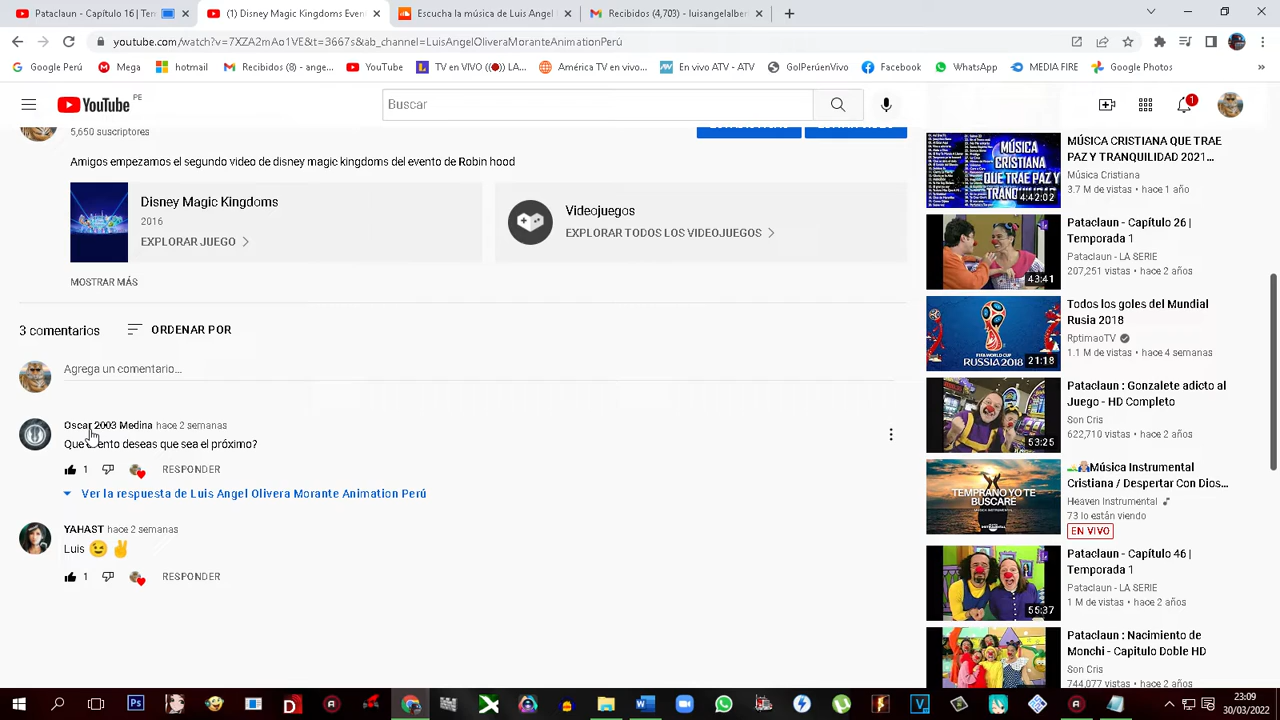 Pataclaun - Capítulo 16 | Tem
(1) Disney Magic Kingdoms Even
Escucha musica de Luis Angel
Recibidos (4,703) - luisanolalber
youtube.com/watch?v=7XZA2mAo1VE&t=3667s&ab_channel=LuisAngelOliveraMoranteAnimationPerú
Google Perú
Mega
hotmail
Recibidos (8) - ange...
YouTube
TV en VIVO ((🔴) LA...
América TV en vivo...
En vivo ATV - ATV
GolPerúenVivo
Facebook
WhatsApp
MEDIA FIRE
Google Photos
»
YouTube PE
Buscar
1
5,650 suscriptores
Amigos empezamos el segundo directo disney magic kingdoms del evento de Robin hood
Disney Magic Kingdoms
2016
EXPLORAR JUEGO
Videojuegos
EXPLORAR TODOS LOS VIDEOJUEGOS
MOSTRAR MÁS
3 comentarios
ORDENAR POR
Agrega un comentario...
Oscar 2003 Medina hace 2 semanas
Que evento deseas que sea el próximo?
1
RESPONDER
Ver la respuesta de Luis Angel Olivera Morante Animation Perú
YAHAST hace 2 semanas
Luis 😉✌
1
RESPONDER
MÚSICA
CRISTIANA
QUE TRAE PAZ Y
4:42:02
MÚSICA CRISTIANA QUE TRAE
PAZ Y TRANQUILIDAD 2021...
Música Cristiana
3.7 M de vistas • hace 1 año
43:41
Pataclaun - Capítulo 26 |
Temporada 1
Pataclaun - LA SERIE
207,251 vistas • hace 2 años
FIFA WORLD CUP
RUSSIA 2018
21:18
Todos los goles del Mundial
Rusia 2018
RptimaoTV
1.1 M de vistas • hace 4 semanas
53:25
Pataclaun : Gonzalete adicto al
Juego - HD Completo
Son Cris
622,710 vistas • hace 2 años
TEMPRANO YO TE
BUSCARE
Música Instrumental
Cristiana / Despertar Con Dios...
Heaven Instrumental
73 lo están viendo
EN VIVO
55:37
Pataclaun - Capítulo 46 |
Temporada 1
Pataclaun - LA SERIE
1 M de vistas • hace 2 años
Pataclaun : Nacimiento de
Monchi - Capitulo Doble HD
Son Cris
744,077 vistas • hace 2 años
23:09
30/03/2022